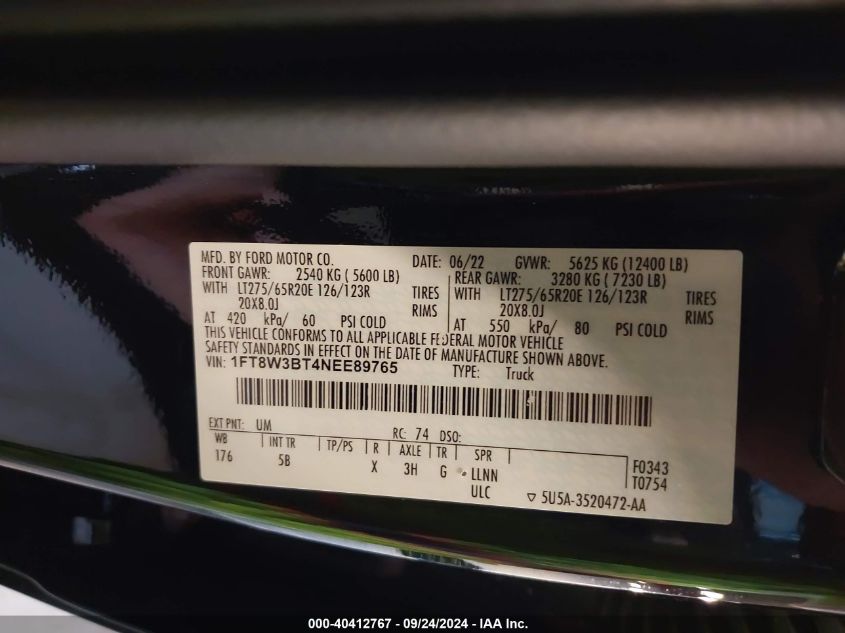 MFD. BY FORD MOTOR CO. DATE: 06/22 GVWR: 5625 KG (12400 LB)
FRONT GAWR: 2540 KG ( 5600 LB) REAR GAWR: 3280 KG ( 7230 LB)
WITH LT275/65R20E 126/123R TIRES WITH LT275/65R20E 126/123R TIRES
20X8.0J RIMS 20X8.0J RIMS
AT 420 kPa/ 60 PSI COLD AT 550 kPa/ 80 PSI COLD
THIS VEHICLE CONFORMS TO ALL APPLICABLE FEDERAL MOTOR VEHICLE
SAFETY STANDARDS IN EFFECT ON THE DATE OF MANUFACTURE SHOWN ABOVE.
VIN: 1FT8W3BT4NEE89765 TYPE: Truck
EXT PNT: UM RC: 74 DSO:
WB INT TR TP/PS R AXLE TR SPR
176 5B X 3H G LLNN F0343
ULC T0754
5U5A-3520472-AA
000-40412767 - 09/24/2024 - IAA Inc.